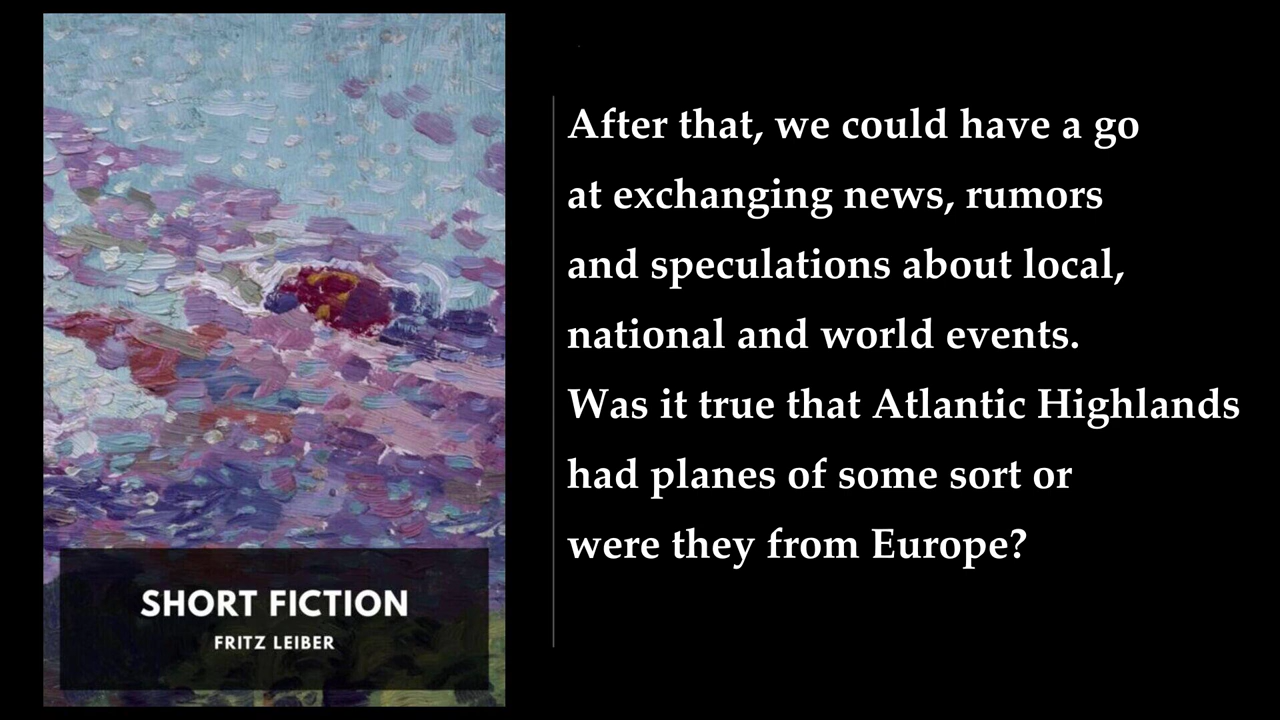 SHORT FICTION
FRITZ LEIBER
After that, we could have a go
at exchanging news, rumors
and speculations about local,
national and world events.
Was it true that Atlantic Highlands
had planes of some sort or
were they from Europe?